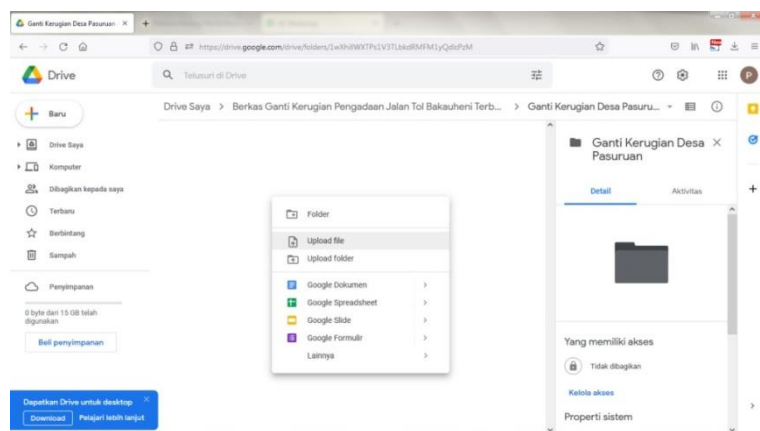 Ganti Kerugian Desa Pasuruan
https://drive.google.com/drive/folders/
Drive
Telusuri di Drive
P
Baru
Drive Saya > Berkas Ganti Kerugian Pengadaan Jalan Tol Bakauheni Terb... > Ganti Kerugian Desa Pasuru...
Drive Saya
Komputer
Dibagikan kepada saya
Terbaru
Berbintang
Sampah
Penyimpanan
0 byte dari 15 GB telah
digunakan
Beli penyimpanan
Dapatkan Drive untuk desktop
Download
Pelajari lebih lanjut
Folder
Upload file
Upload folder
Google Dokumen
Google Spreadsheet
Google Slide
Google Formulir
Lainnya
Ganti Kerugian Desa
Pasuruan
Detail
Aktivitas
Yang memiliki akses
Tidak dibagikan
Kelola akses
Properti sistem